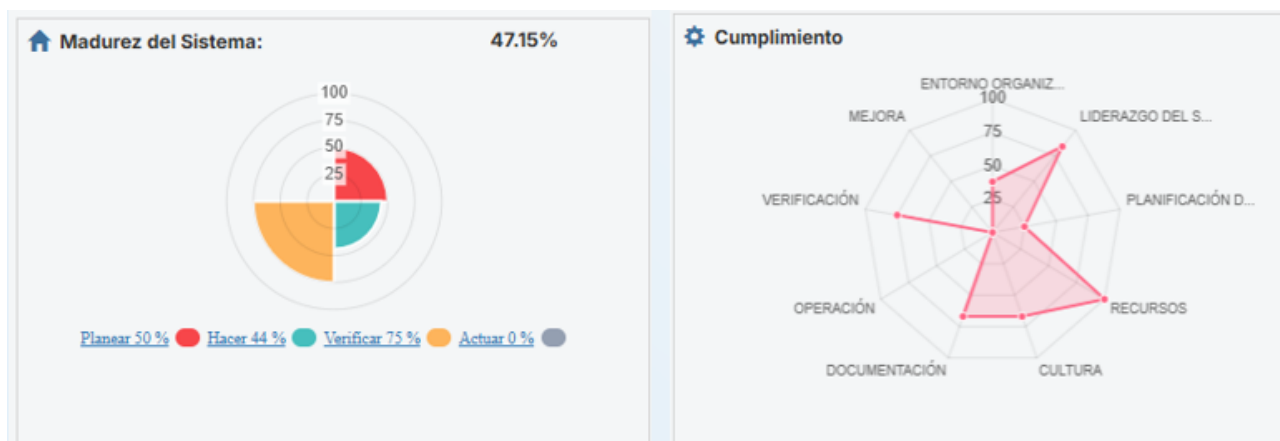 Madurez del Sistema: 47.15%
100
75
50
25
Planear 50 % Hacer 44 % Verificar 75 % Actuar 0 %
Cumplimiento
ENTORNO ORGANIZ...
100
MEJORA
LIDERAZGO DEL S...
75
50
25
VERIFICACIÓN
PLANIFICACIÓN D...
OPERACIÓN
RECURSOS
DOCUMENTACIÓN
CULTURA